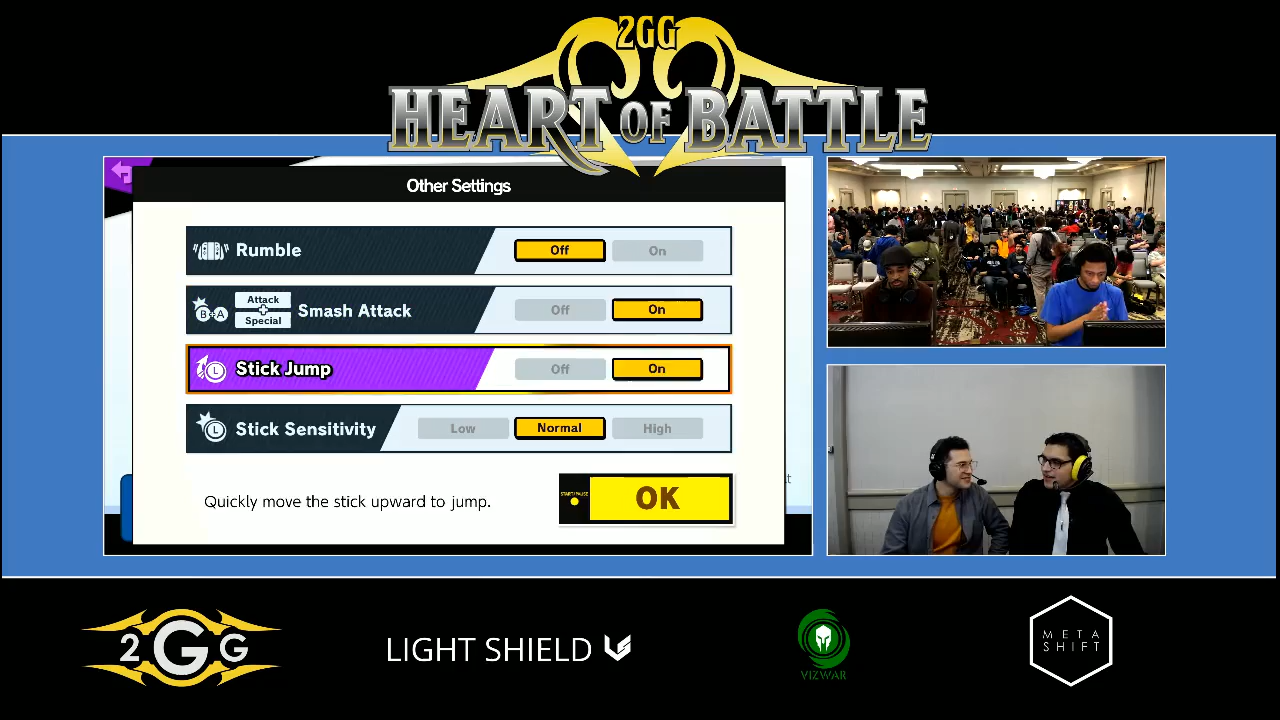 2GG
HEART OF BATTLE
Other Settings
Rumble
Off
On
B+A
Attack
+
Special
Smash Attack
Off
On
L
Stick Jump
Off
On
L
Stick Sensitivity
Low
Normal
High
Quickly move the stick upward to jump.
START/PAUSE
OK
2GG
LIGHT SHIELD
VIZWAR
META
SHIFT